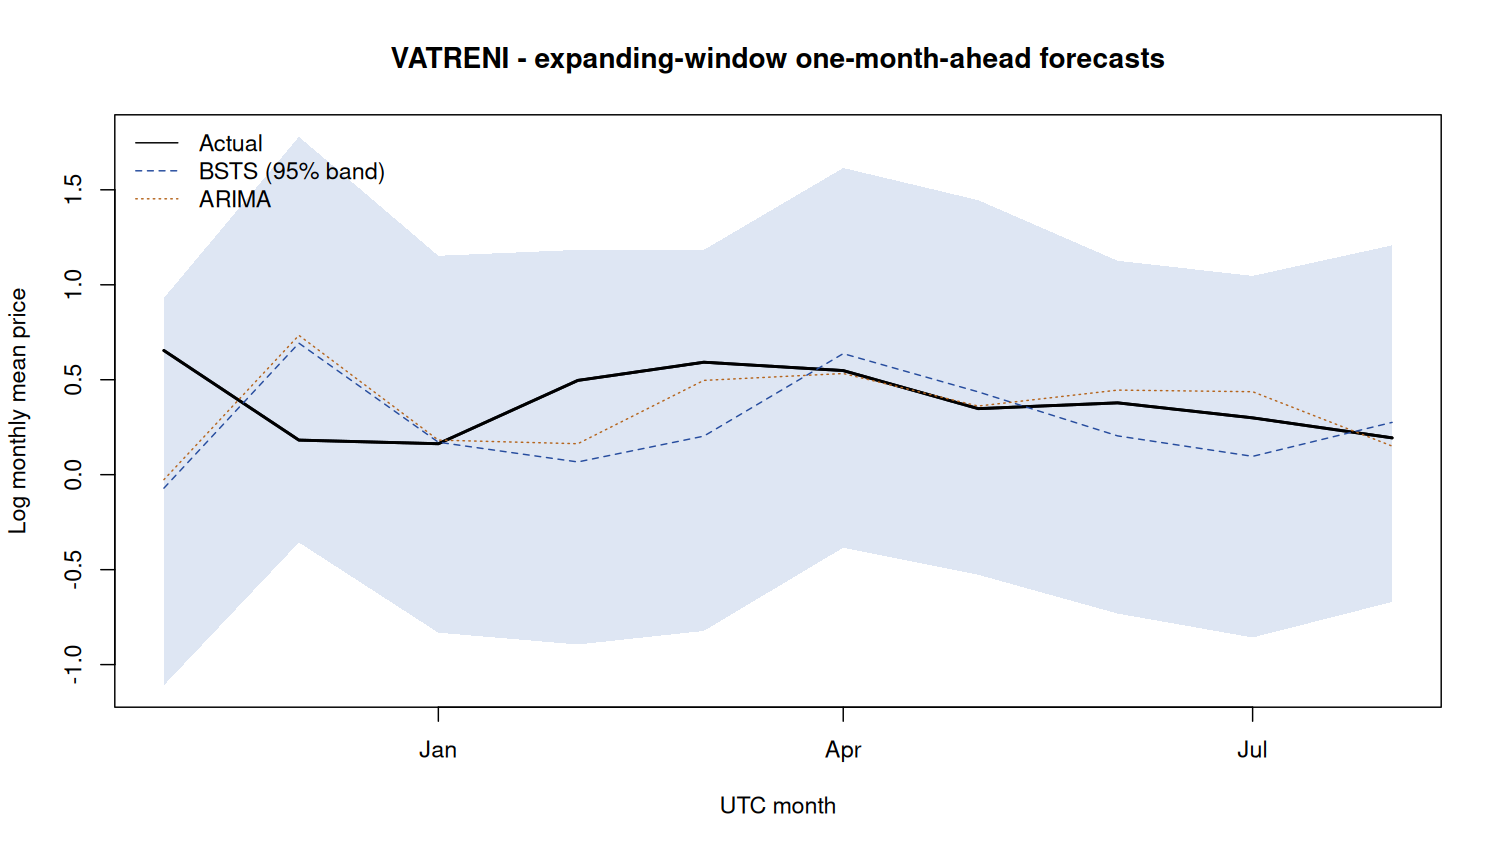 VATRENI - expanding-window one-month-ahead forecasts
Actual
BSTS (95% band)
ARIMA
Log monthly mean price
1.5
1.0
0.5
0.0
-0.5
-1.0
Jan Apr Jul
UTC month